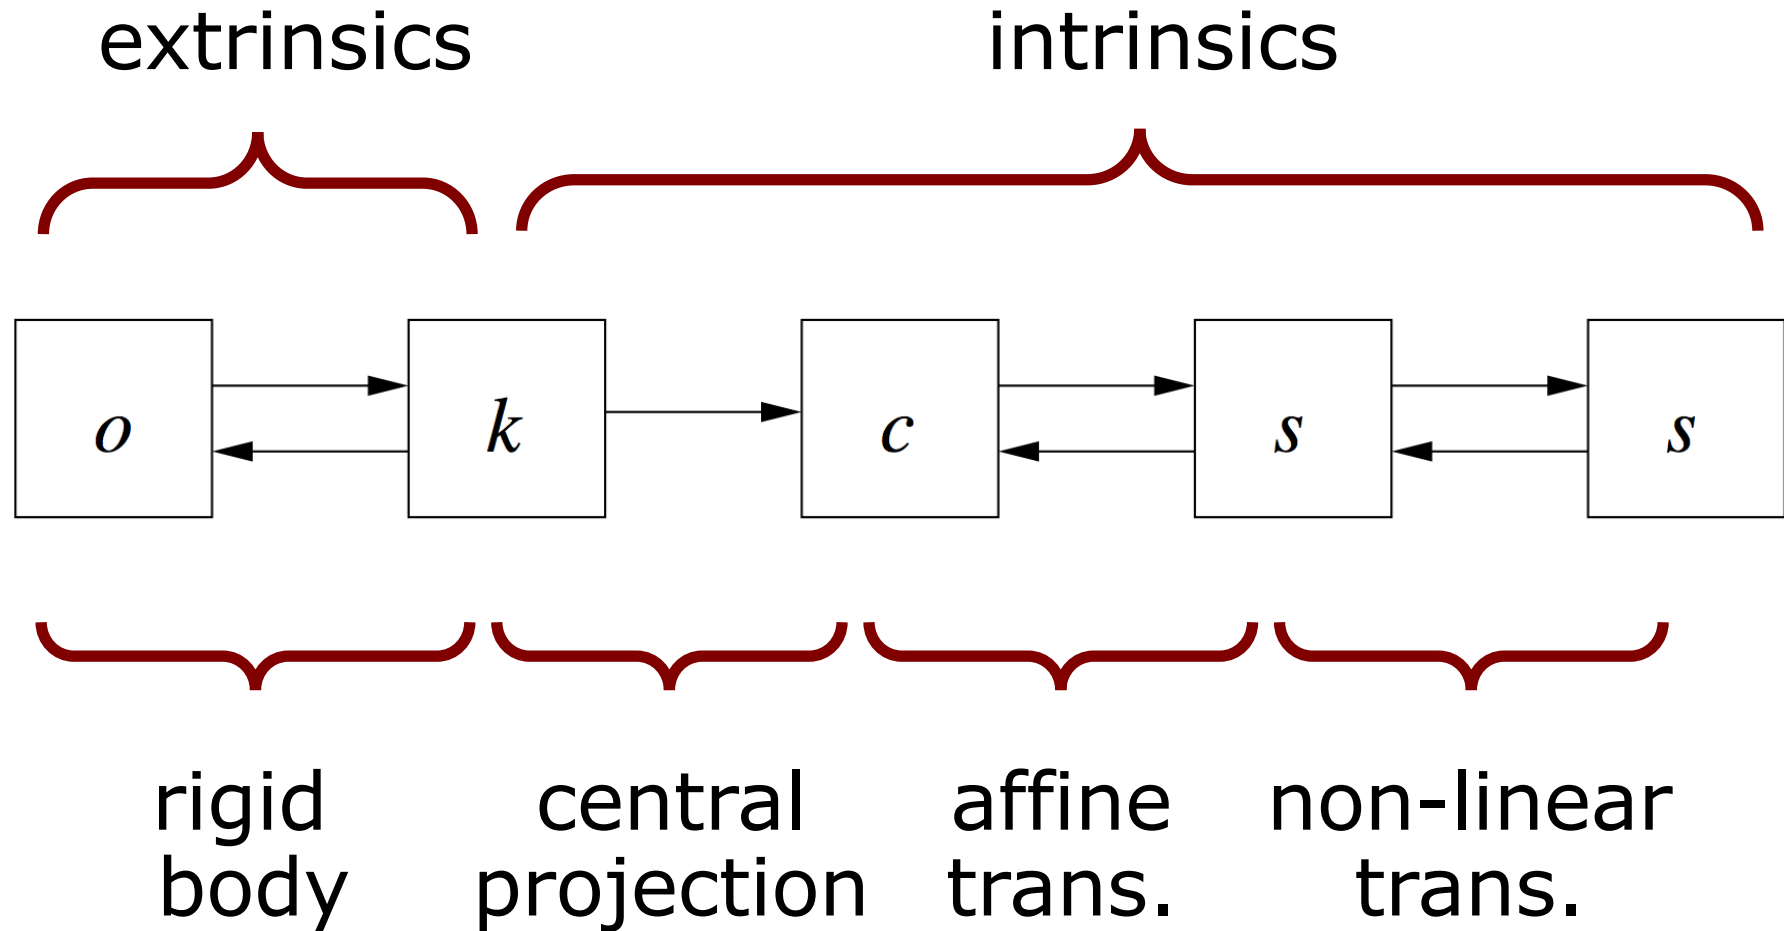 extrinsics intrinsics
o k c s s
rigid central affine non-linear
body projection trans. trans.